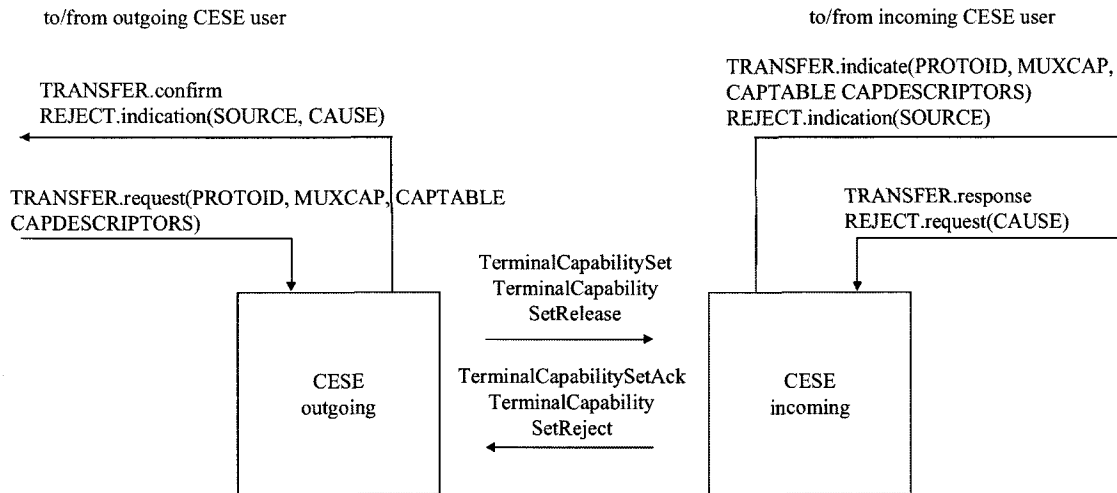 to/from outgoing CESE user
to/from incoming CESE user
TRANSFER.confirm
REJECT.indication(SOURCE, CAUSE)
TRANSFER.indicate(PROTOID, MUXCAP,
CAPTABLE CAPDESCRIPTORS)
REJECT.indication(SOURCE)
TRANSFER.request(PROTOID, MUXCAP, CAPTABLE
CAPDESCRIPTORS)
TRANSFER.response
REJECT.request(CAUSE)
TerminalCapabilitySet
TerminalCapability
SetRelease
TerminalCapabilitySetAck
TerminalCapability
SetReject
CESE
outgoing
CESE
incoming